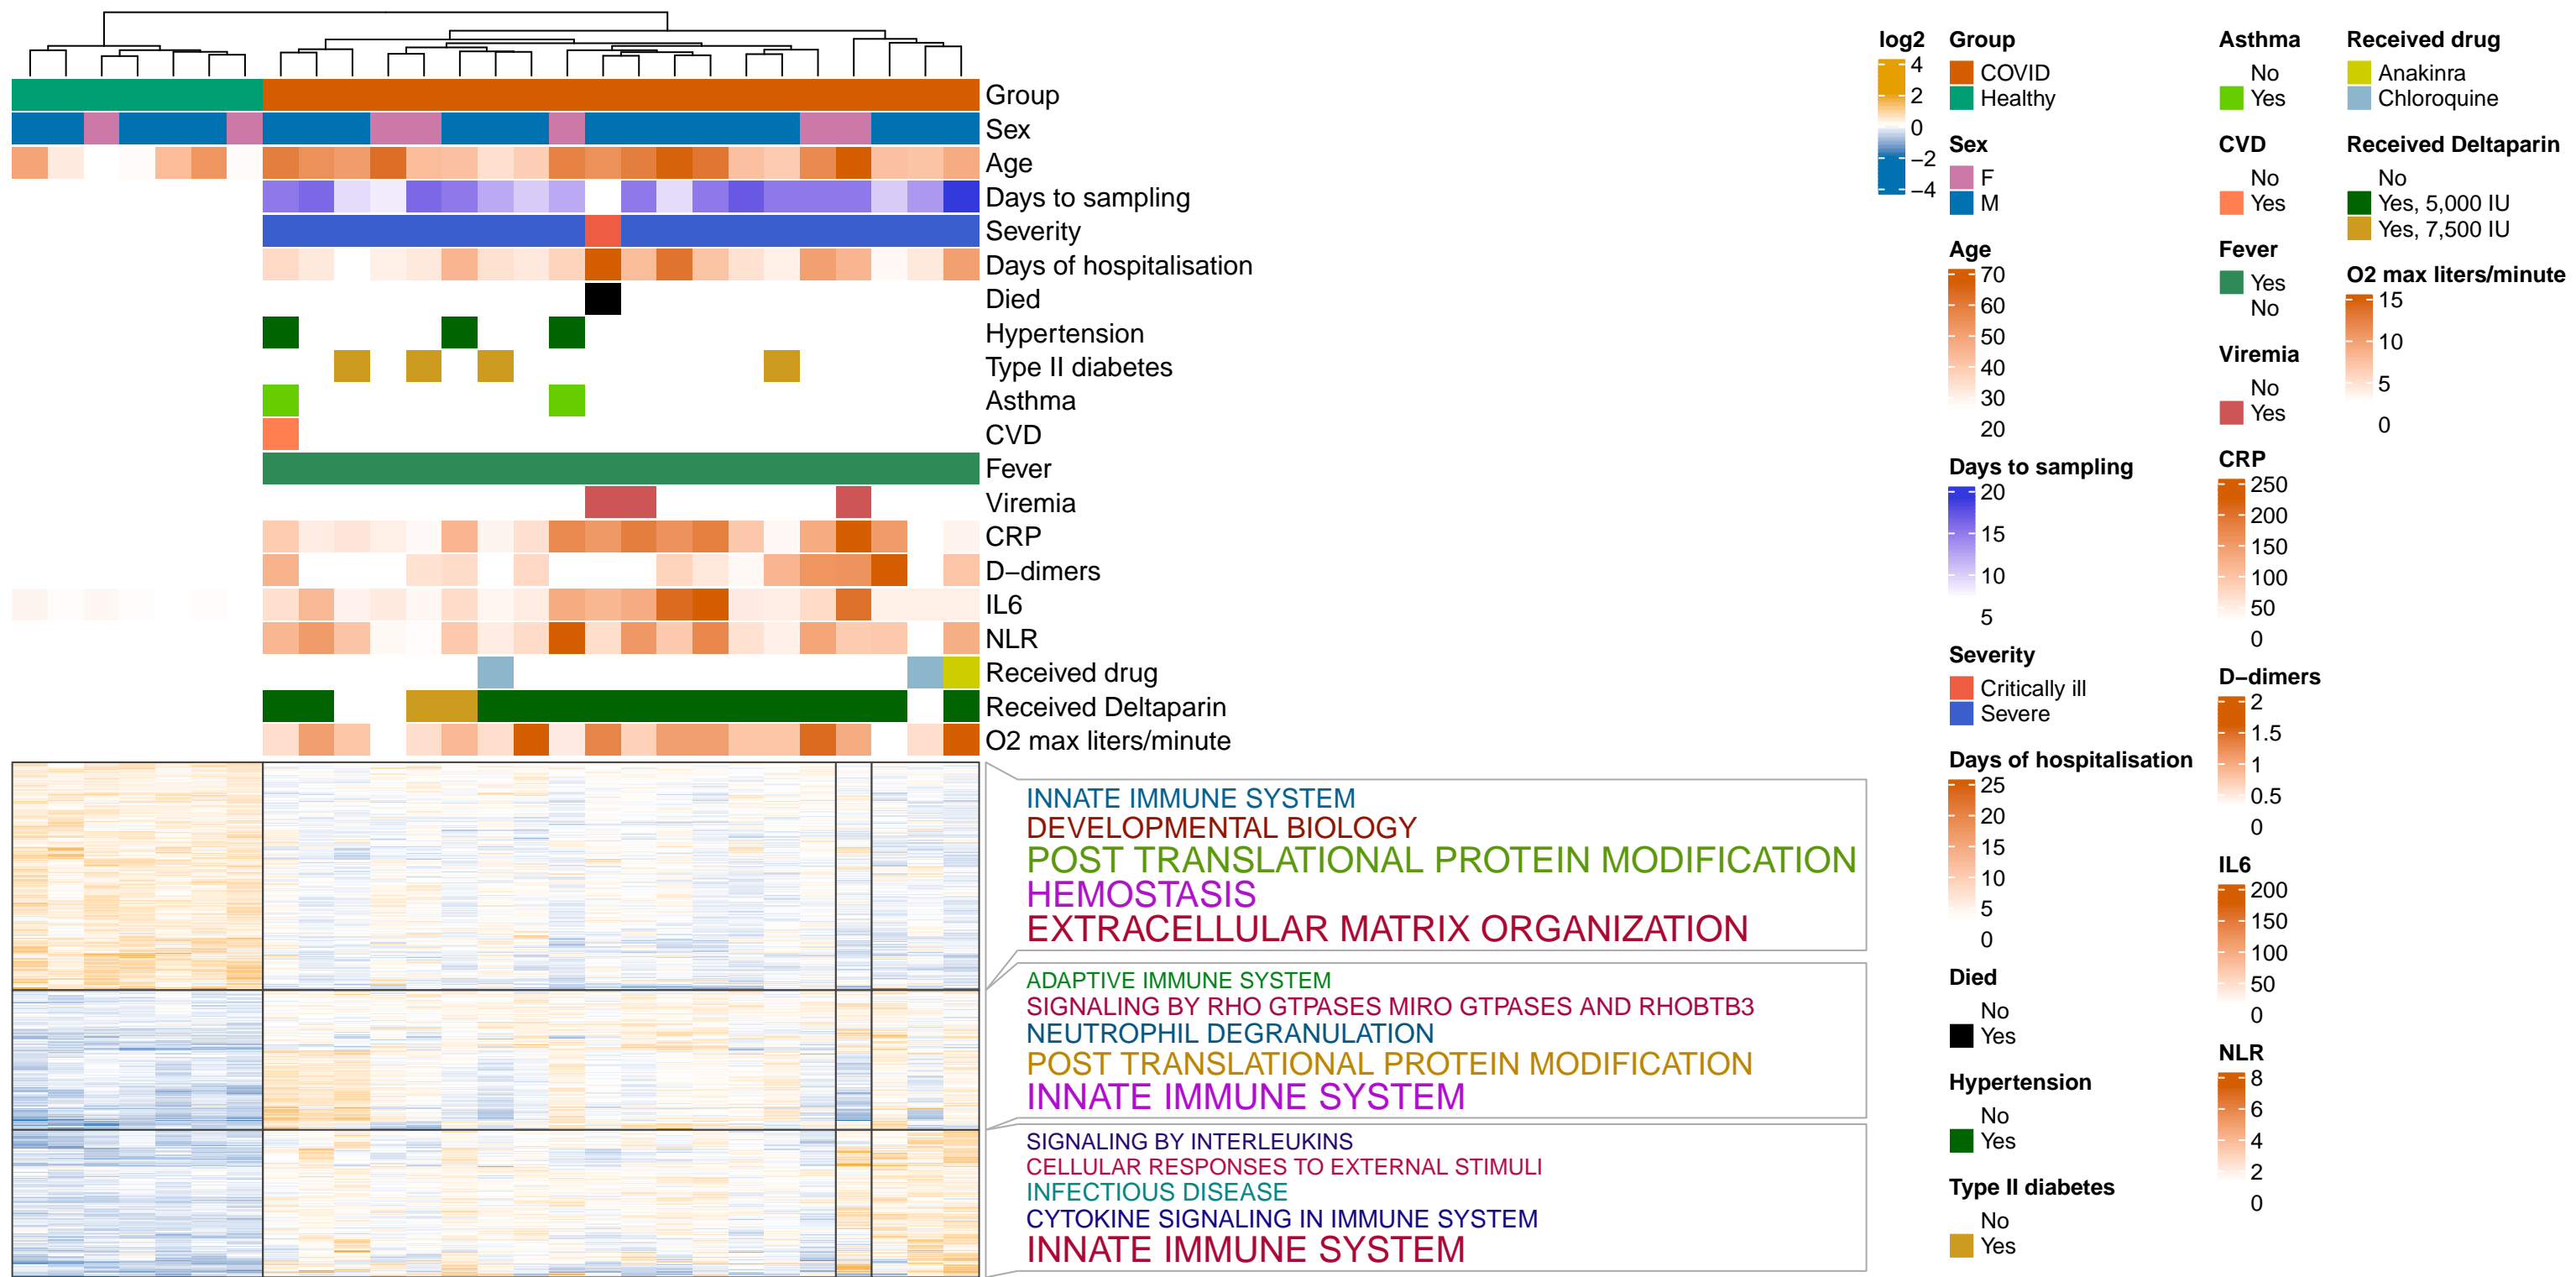 Group
Sex
Age
Days to sampling
Severity
Days of hospitalisation
Died
Hypertension
Type II diabetes
Asthma
CVD
Fever
Viremia
CRP
D−dimers
IL6
NLR
Received drug
Received Deltaparin
O2 max liters/minute
INNATE IMMUNE SYSTEM
DEVELOPMENTAL BIOLOGY
POST TRANSLATIONAL PROTEIN MODIFICATION
HEMOSTASIS
EXTRACELLULAR MATRIX ORGANIZATION
ADAPTIVE IMMUNE SYSTEM
SIGNALING BY RHO GTPASES MIRO GTPASES AND RHOBTB3
NEUTROPHIL DEGRANULATION
POST TRANSLATIONAL PROTEIN MODIFICATION
INNATE IMMUNE SYSTEM
SIGNALING BY INTERLEUKINS
CELLULAR RESPONSES TO EXTERNAL STIMULI
INFECTIOUS DISEASE
CYTOKINE SIGNALING IN IMMUNE SYSTEM
INNATE IMMUNE SYSTEM
log2
4
2
0
−2
−4
Group
COVID
Healthy
Sex
F
M
Age
70
60
50
40
30
20
Days to sampling
20
15
10
5
Severity
Critically ill
Severe
Days of hospitalisation
25
20
15
10
5
0
Died
No
Yes
Hypertension
No
Yes
Type II diabetes
No
Yes
Asthma
No
Yes
CVD
No
Yes
Fever
Yes
No
Viremia
No
Yes
CRP
250
200
150
100
50
0
D−dimers
2
1.5
1
0.5
0
IL6
200
150
100
50
0
NLR
8
6
4
2
0
Received drug
Anakinra
Chloroquine
Received Deltaparin
No
Yes, 5,000 IU
Yes, 7,500 IU
O2 max liters/minute
15
10
5
0